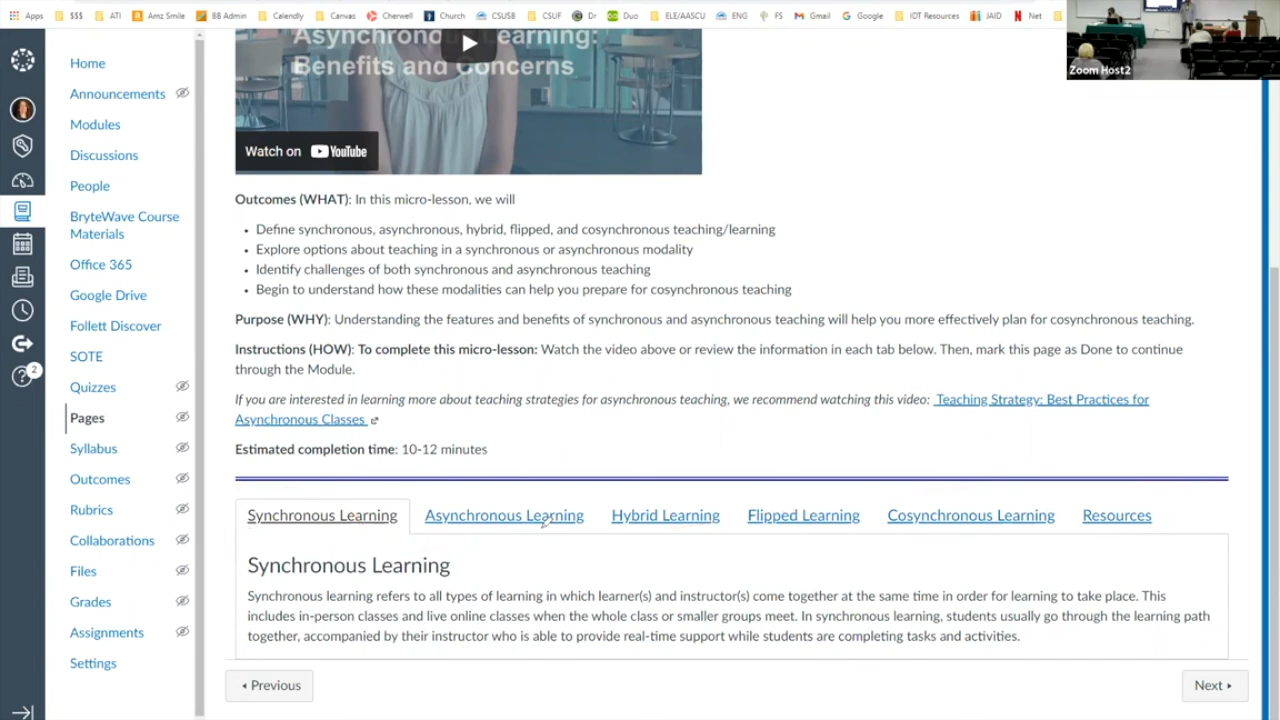 Apps
$$$
ATI
Amz Smile
BB Admin
Calendly
Canvas
Cherwell
Church
CSUSB
CSUF
Dr
Duo
ELE/AASCU
ENG
FS
Gmail
Google
IDT Resources
JAID
Net
Zoom Host2
Home
Announcements
Modules
Discussions
People
BryteWave Course
Materials
Office 365
Google Drive
Follett Discover
SOTE
Quizzes
Pages
Syllabus
Outcomes
Rubrics
Collaborations
Files
Grades
Assignments
Settings
2
Asynchronous Learning:
Benefits and Concerns
Watch on YouTube
Outcomes (WHAT): In this micro-lesson, we will
• Define synchronous, asynchronous, hybrid, flipped, and cosynchronous teaching/learning
• Explore options about teaching in a synchronous or asynchronous modality
• Identify challenges of both synchronous and asynchronous teaching
• Begin to understand how these modalities can help you prepare for cosynchronous teaching
Purpose (WHY): Understanding the features and benefits of synchronous and asynchronous teaching will help you more effectively plan for cosynchronous teaching.
Instructions (HOW): To complete this micro-lesson: Watch the video above or review the information in each tab below. Then, mark this page as Done to continue
through the Module.
If you are interested in learning more about teaching strategies for asynchronous teaching, we recommend watching this video: Teaching Strategy: Best Practices for
Asynchronous Classes
Estimated completion time: 10-12 minutes
Synchronous Learning
Asynchronous Learning
Hybrid Learning
Flipped Learning
Cosynchronous Learning
Resources
Synchronous Learning
Synchronous learning refers to all types of learning in which learner(s) and instructor(s) come together at the same time in order for learning to take place. This
includes in-person classes and live online classes when the whole class or smaller groups meet. In synchronous learning, students usually go through the learning path
together, accompanied by their instructor who is able to provide real-time support while students are completing tasks and activities.
◂ Previous
Next ▸